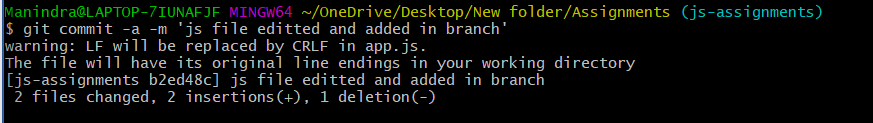 Manindra@LAPTOP-7IUNAFJF MINGW64 ~/OneDrive/Desktop/New folder/Assignments (js-assignments)
$ git commit -a -m 'js file editted and added in branch'
warning: LF will be replaced by CRLF in app.js.
The file will have its original line endings in your working directory
[js-assignments b2ed48c] js file editted and added in branch
 2 files changed, 2 insertions(+), 1 deletion(-)